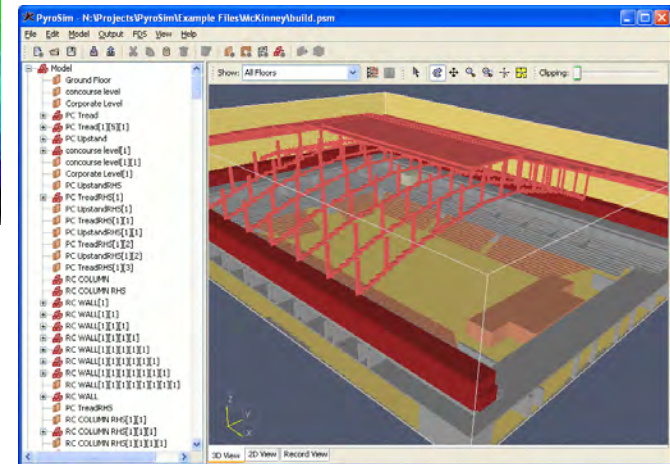 PyroSim - N:\Projects\PyroSim\Example Files\McKinney\build.psm
File Edit Model Output FDS View Help
Show: All Floors Clipping:
Model
Ground Floor
concourse level
Corporate Level
PC Tread
PC Tread[1][5][1]
PC Upstand
concourse level[1]
concourse level[1][1]
Corporate Level[1]
PC UpstandRHS
PC TreadRHS[1]
PC UpstandRHS[1]
PC TreadRHS[1][1]
PC UpstandRHS[1][1]
PC TreadRHS[1][2]
PC UpstandRHS[1][2]
PC TreadRHS[1][3]
RC COLUMN
RC COLUMN RHS
RC WALL[1]
RC WALL[1][1]
RC WALL[1][1][1]
RC WALL[1][1][1][1]
RC WALL[1][1][1][1][1]
RC WALL[1][1][1][1][1][1]
RC WALL[1][1][1][1][1][1][1]
RC WALL[1][1][1][1][1][1][1][1]
RC WALL
PC TreadRHS
RC COLUMN RHS[1][1]
RC COLUMN RHS[1][1][1]
RC COLUMN RHS[1][1][1][1]
Z
Y
X
3D View 2D View Record View